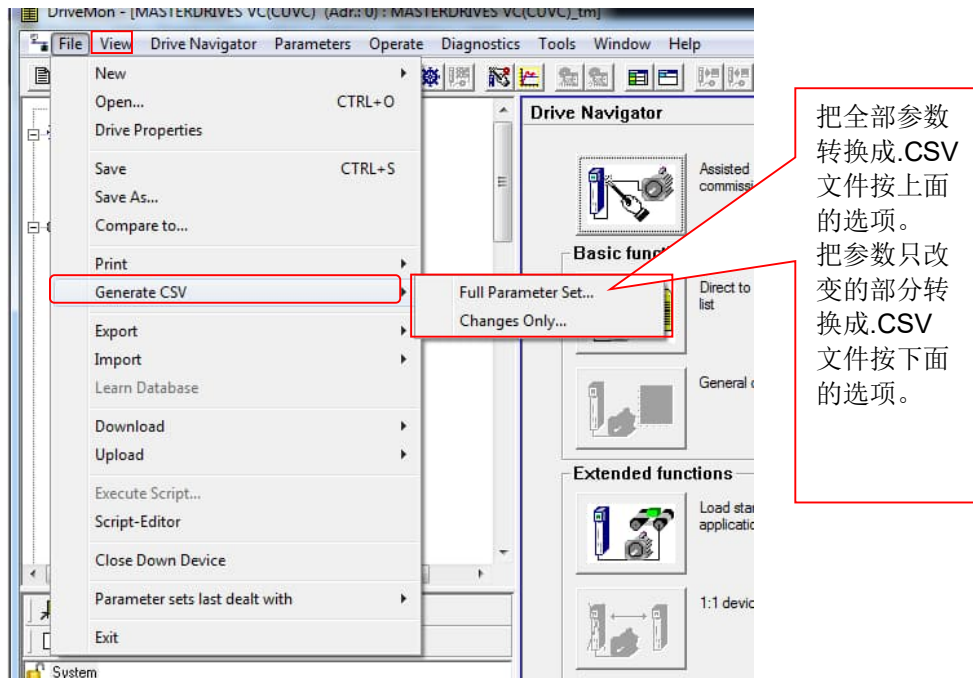 DriveMon - [MASTERDRIVES VC(CUVC) (Adr.: 0) : MASTERDRIVES VC(CUVC)_tm]
File View Drive Navigator Parameters Operate Diagnostics Tools Window Help
New
Open... CTRL+O
Drive Properties
Save CTRL+S
Save As...
Compare to...
Print
Generate CSV
Export
Import
Learn Database
Download
Upload
Execute Script...
Script-Editor
Close Down Device
Parameter sets last dealt with
Exit
System
Full Parameter Set...
Changes Only...
Drive Navigator
Assisted
commissi
Basic func
Direct to
list
General
Extended functions
Load star
applicatio
1:1 devic
把全部参数
转换成.CSV
文件按上面
的选项。
把参数只改
变的部分转
换成.CSV
文件按下面
的选项。